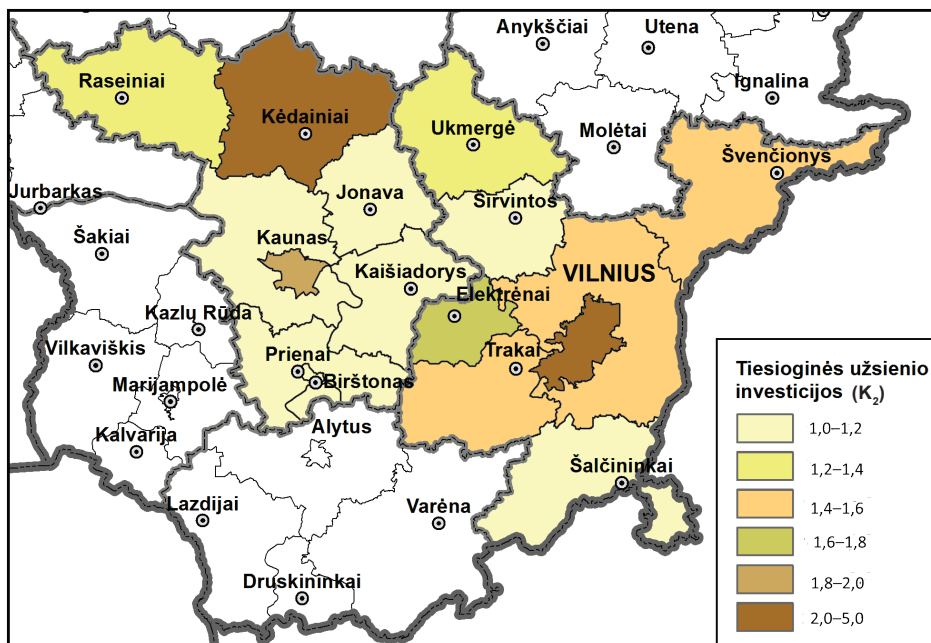 Anykščiai
Utena
Raseiniai
Ignalina
Kėdainiai
Ukmergė
Molėtai
Švenčionys
Jurbarkas
Jonava
Širvintos
Šakiai
Kaunas
Kaišiadorys
VILNIUS
Elektrėnai
Kazlų Rūda
Vilkaviškis
Prienai
Trakai
Marijampolė
Birštonas
Kalvarija
Alytus
Šalčininkai
Lazdijai
Varėna
Druskininkai
Tiesioginės užsienio
investicijos (K₂)
1,0–1,2
1,2–1,4
1,4–1,6
1,6–1,8
1,8–2,0
2,0–5,0